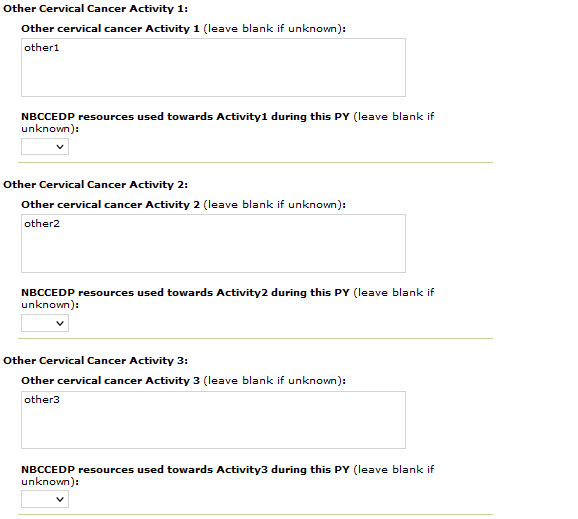 Other Cervical Cancer Activity 1:
Other cervical cancer Activity 1 (leave blank if unknown):
other1
NBCCEDP resources used towards Activity1 during this PY (leave blank if
unknown):
Other Cervical Cancer Activity 2:
Other cervical cancer Activity 2 (leave blank if unknown):
other2
NBCCEDP resources used towards Activity2 during this PY (leave blank if
unknown):
Other Cervical Cancer Activity 3:
Other cervical cancer Activity 3 (leave blank if unknown):
other3
NBCCEDP resources used towards Activity3 during this PY (leave blank if
unknown):